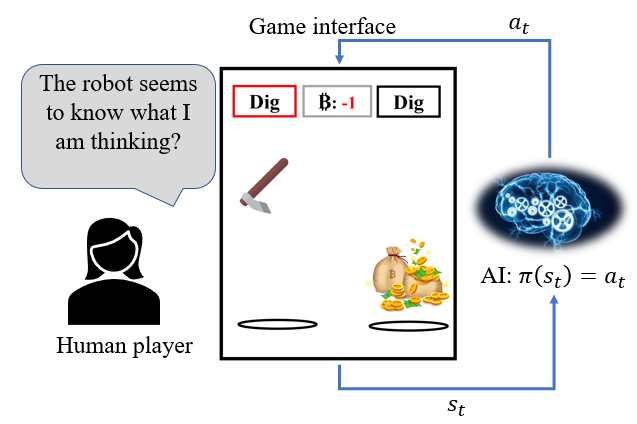 Game interface
a_t
The robot seems
to know what I
am thinking?
Dig
₿: -1
Dig
B
AI: π(s_t) = a_t
Human player
s_t